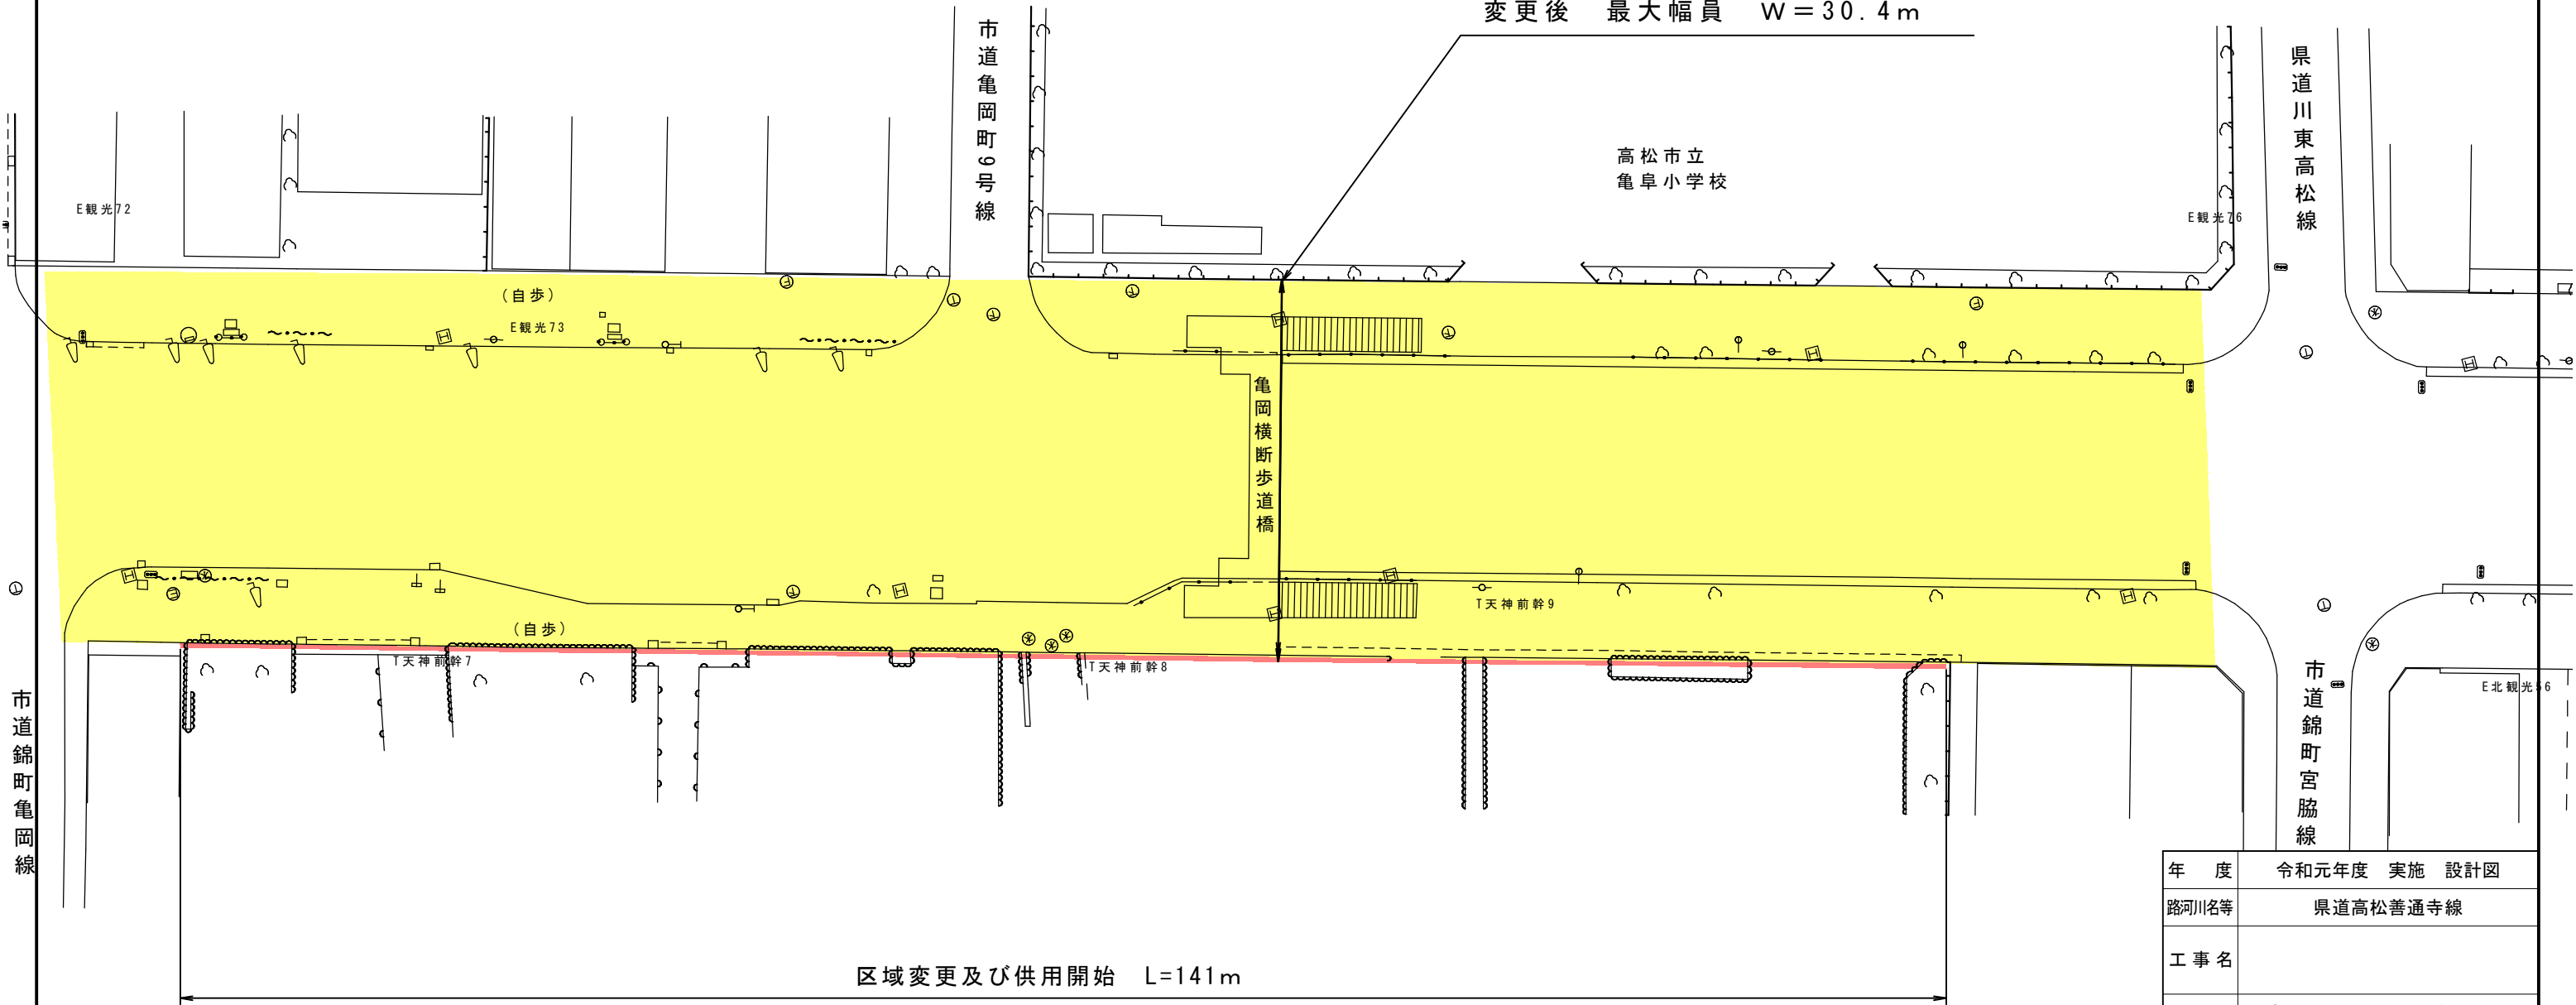 変更後　最大幅員　Ｗ＝30.4ｍ
市道亀岡町6号線
県道川東高松線
高松市立
亀阜小学校
E観光72
E観光76
(自歩)
E観光73
亀岡横断歩道橋
T天神前幹9
(自歩)
T天神前幹7
T天神前幹8
市道錦町亀岡線
市道錦町宮脇線
E北観光56
区域変更及び供用開始　L=141m
年　度　令和元年度　実施　設計図
路河川名等　県道高松善通寺線
工事名